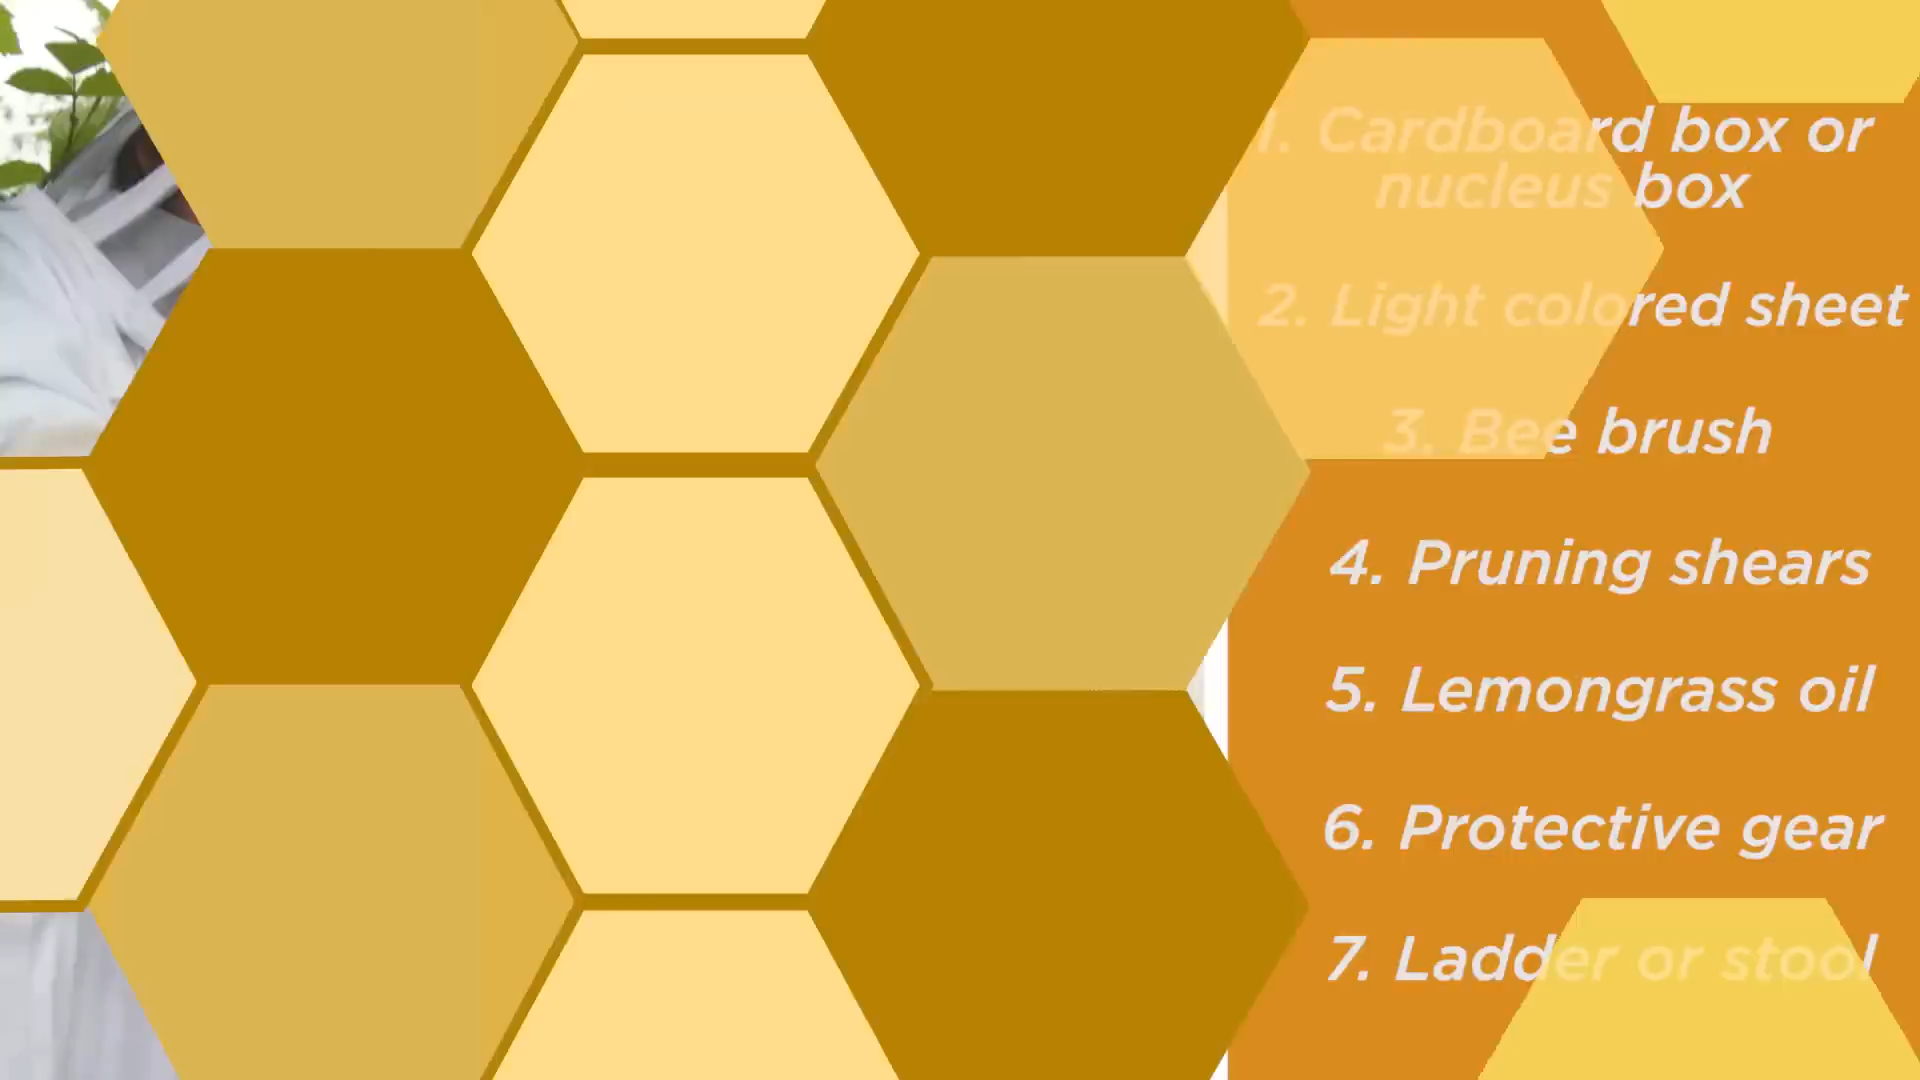 1. Cardboard box or
nucleus box
2. Light colored sheet
3. Bee brush
4. Pruning shears
5. Lemongrass oil
6. Protective gear
7. Ladder or stool